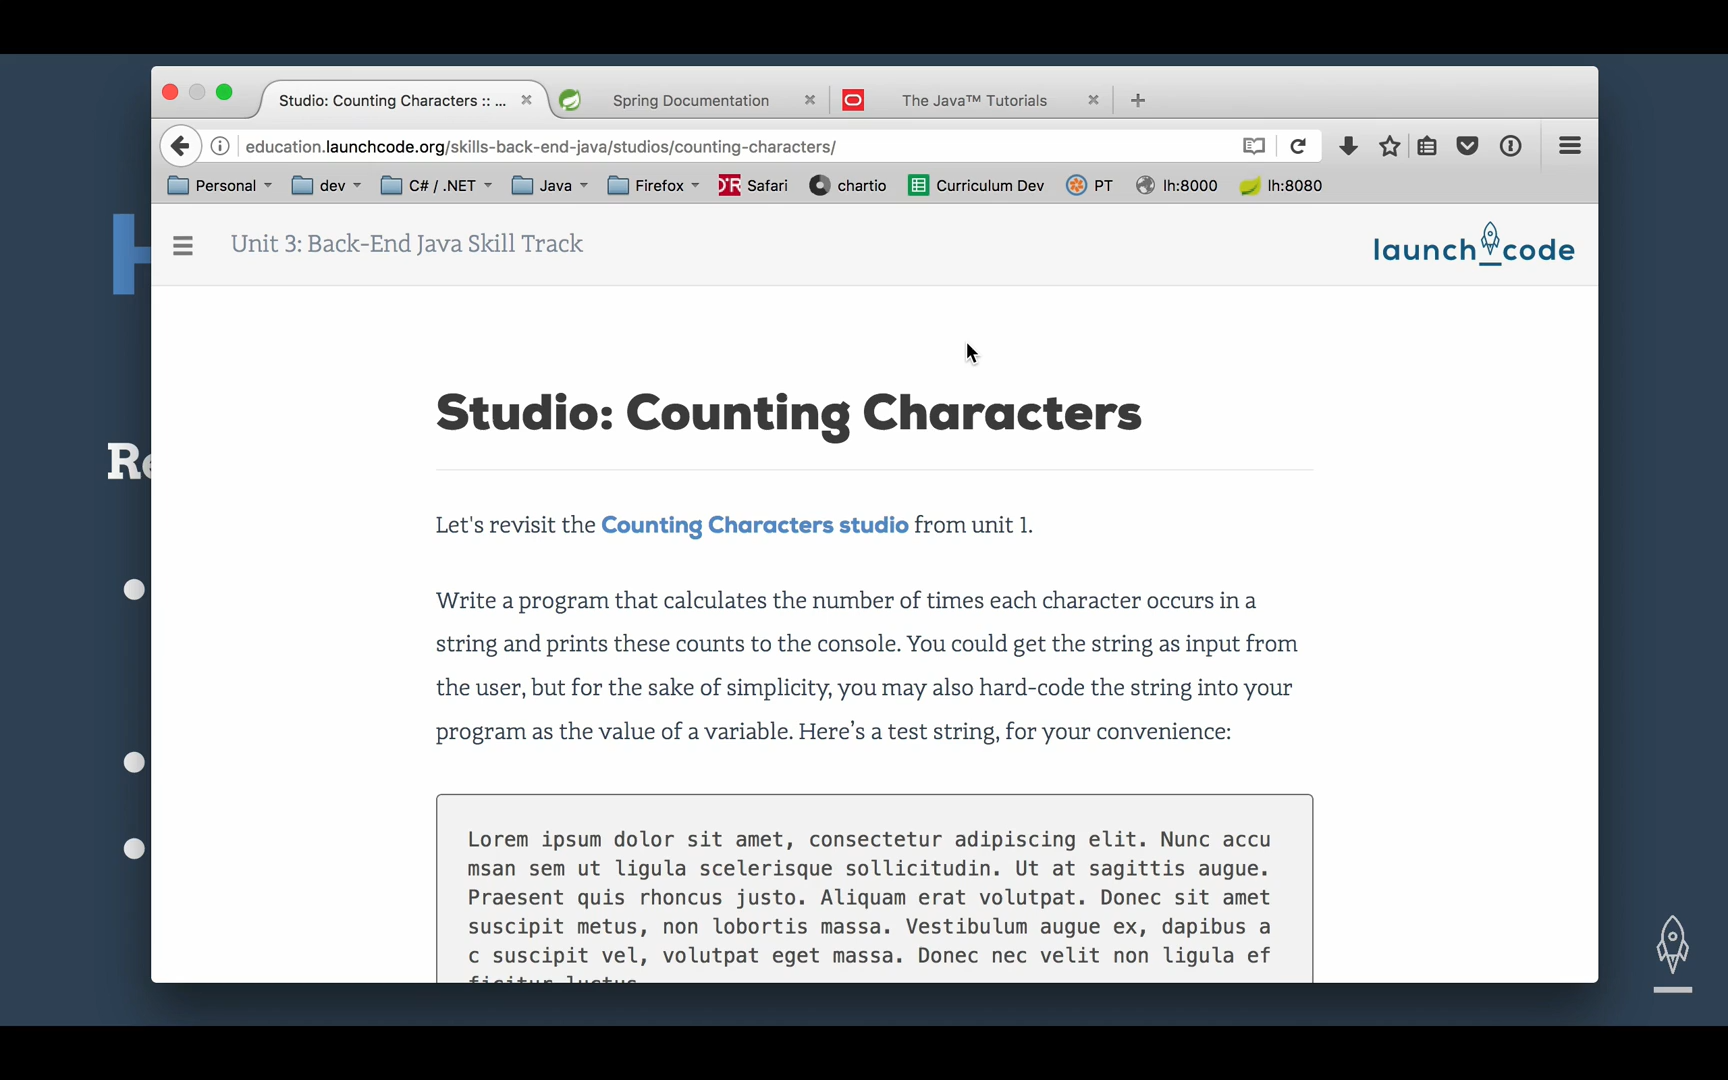 Studio: Counting Characters :: ...
Spring Documentation
The Java™ Tutorials
education.launchcode.org/skills-back-end-java/studios/counting-characters/
Personal
dev
C# / .NET
Java
Firefox
Safari
chartio
Curriculum Dev
PT
lh:8000
lh:8080
Unit 3: Back-End Java Skill Track
launch_code
H
Re
Studio: Counting Characters
Let's revisit the Counting Characters studio from unit 1.
Write a program that calculates the number of times each character occurs in a
string and prints these counts to the console. You could get the string as input from
the user, but for the sake of simplicity, you may also hard-code the string into your
program as the value of a variable. Here’s a test string, for your convenience:
Lorem ipsum dolor sit amet, consectetur adipiscing elit. Nunc accu
msan sem ut ligula scelerisque sollicitudin. Ut at sagittis augue.
Praesent quis rhoncus justo. Aliquam erat volutpat. Donec sit amet
suscipit metus, non lobortis massa. Vestibulum augue ex, dapibus a
c suscipit vel, volutpat eget massa. Donec nec velit non ligula ef